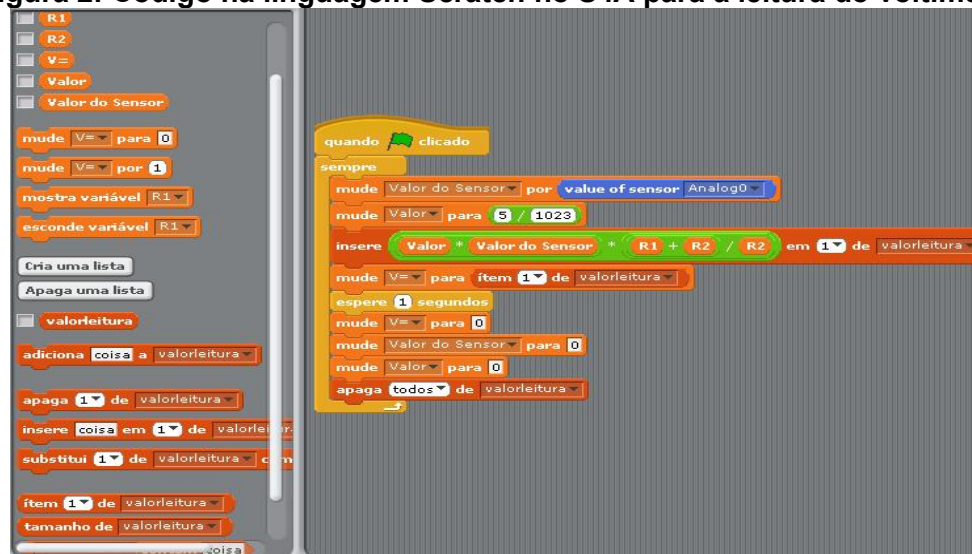 R1
R2
V=
Valor
Valor do Sensor
mude V= para 0
mude V= por 1
mostra variável R1
esconde variável R1
Cria uma lista
Apaga uma lista
valorleitura
adiciona coisa a valorleitura
apaga 1 de valorleitura
insere coisa em 1 de
substitui 1 de valorleitura
ítem 1 de valorleitura
tamanho de valorleitura
coisa
quando clicado
sempre
mude Valor do Sensor por value of sensor Analog0
mude Valor para 5 / 1023
insere Valor * Valor do Sensor * R1 + R2 / R2 em 1 de valorleitura
mude V= para ítem 1 de valorleitura
espere 1 segundos
mude V= para 0
mude Valor do Sensor para 0
mude Valor para 0
apaga todos de valorleitura